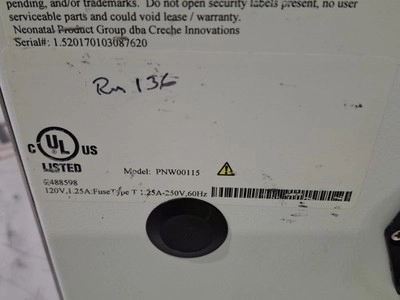 pending, and/or trademarks. Do not open security labels present, no user
serviceable parts and could void lease / warranty.
Neonatal Product Group dba Creche Innovations
Serial#: 1.520170103087620
Rm 136
C UL US
LISTED
Model: PNW00115
E488598
120V,1.25A:FuseType T 1.25A-250V,60Hz